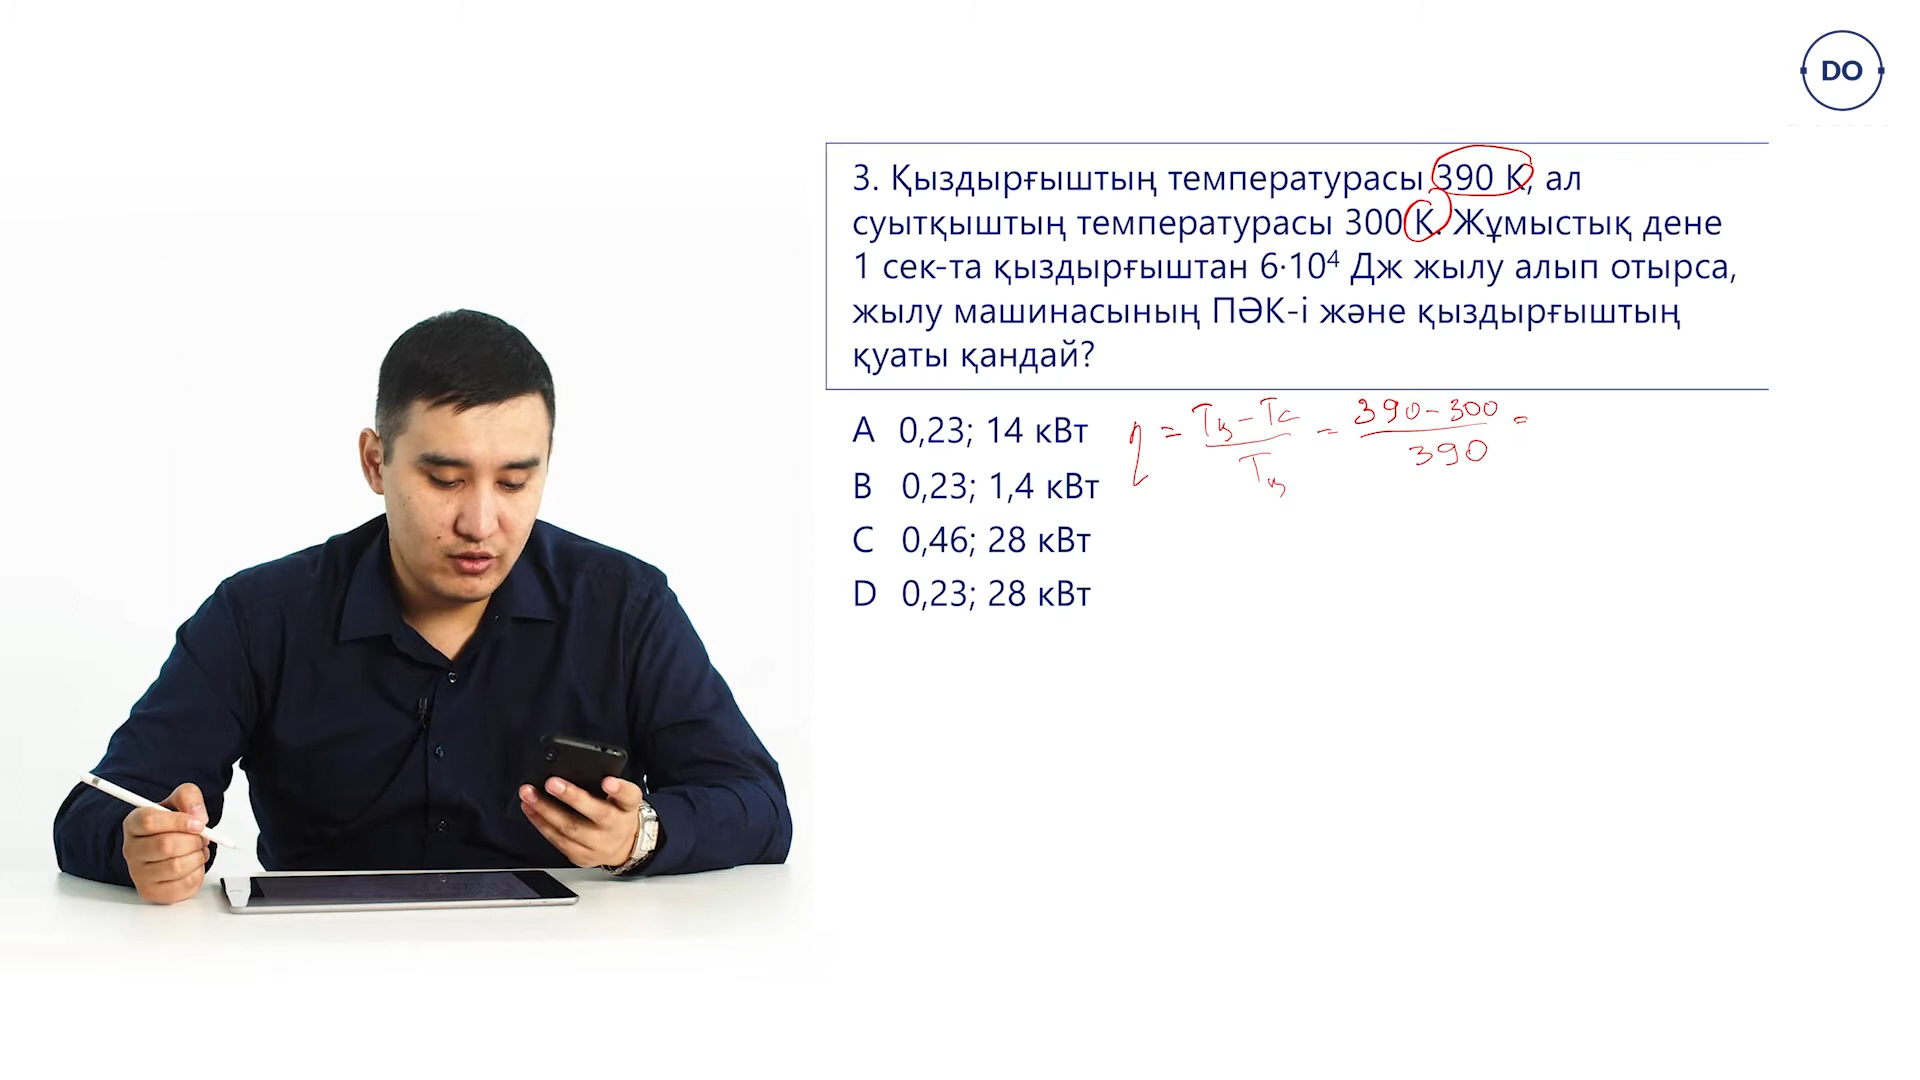 DO
3. Қыздырғыштың температурасы 390 К, ал
суытқыштың температурасы 300 К. Жұмыстық дене
1 сек-та қыздырғыштан 6·10⁴ Дж жылу алып отырса,
жылу машинасының ПӘК-і және қыздырғыштың
қуаты қандай?
A 0,23; 14 кВт
B 0,23; 1,4 кВт
C 0,46; 28 кВт
D 0,23; 28 кВт
η = (Tқ – Tс)/Tқ = (390 – 300)/390 =